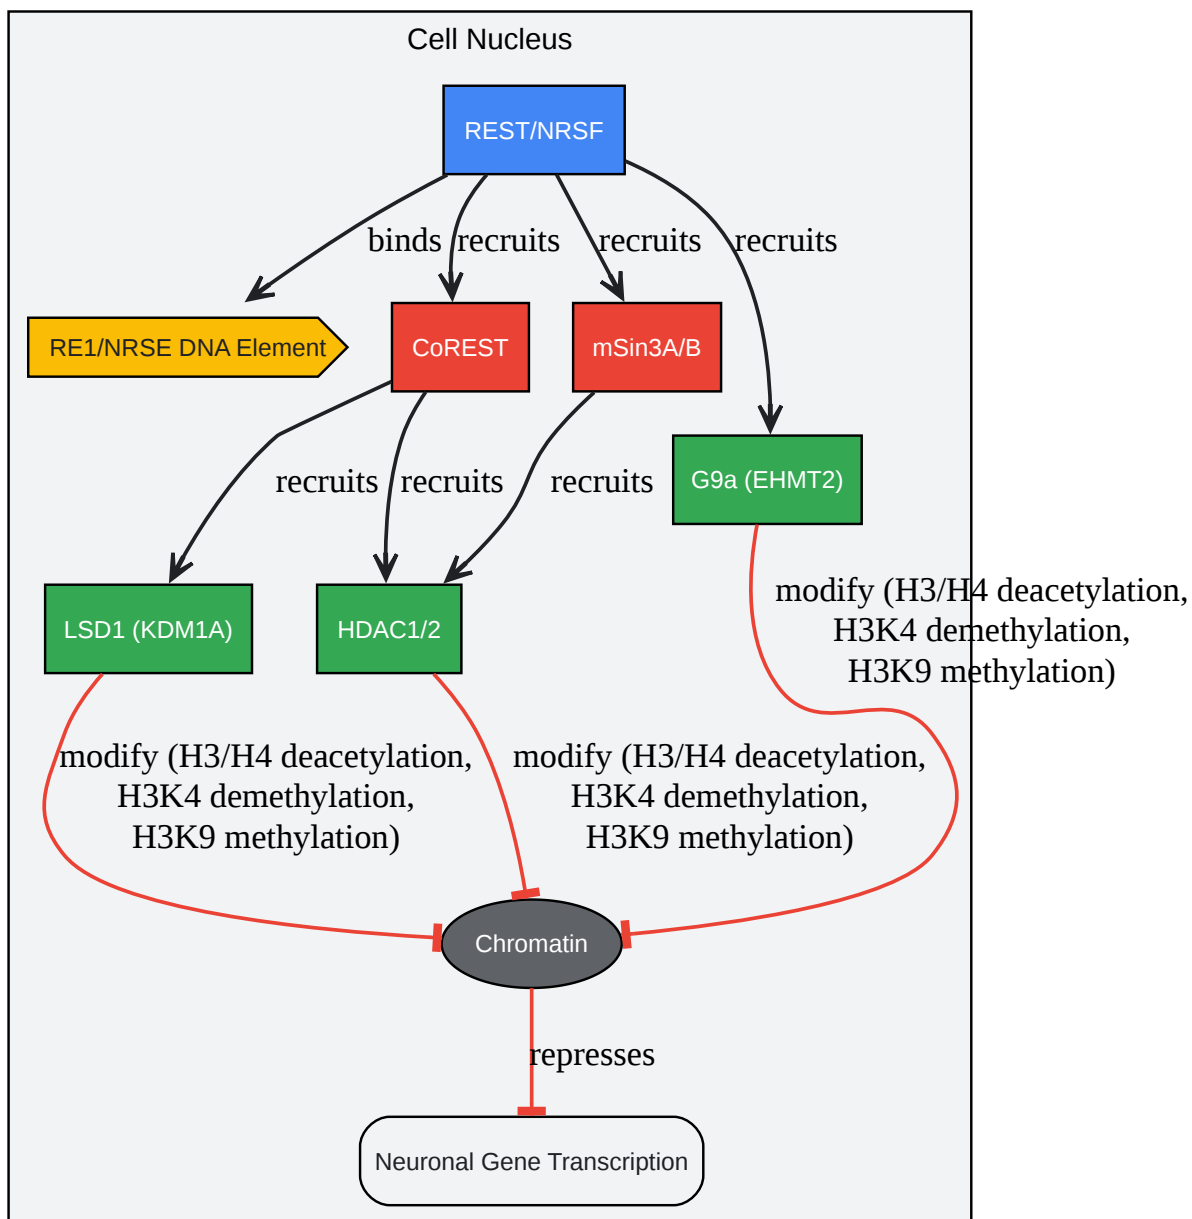 Cell Nucleus
REST/NRSF
binds
recruits
recruits
recruits
RE1/NRSE DNA Element
CoREST
mSin3A/B
G9a (EHMT2)
recruits
recruits
recruits
LSD1 (KDM1A)
HDAC1/2
modify (H3/H4 deacetylation,
H3K4 demethylation,
H3K9 methylation)
modify (H3/H4 deacetylation,
H3K4 demethylation,
H3K9 methylation)
modify (H3/H4 deacetylation,
H3K4 demethylation,
H3K9 methylation)
Chromatin
represses
Neuronal Gene Transcription